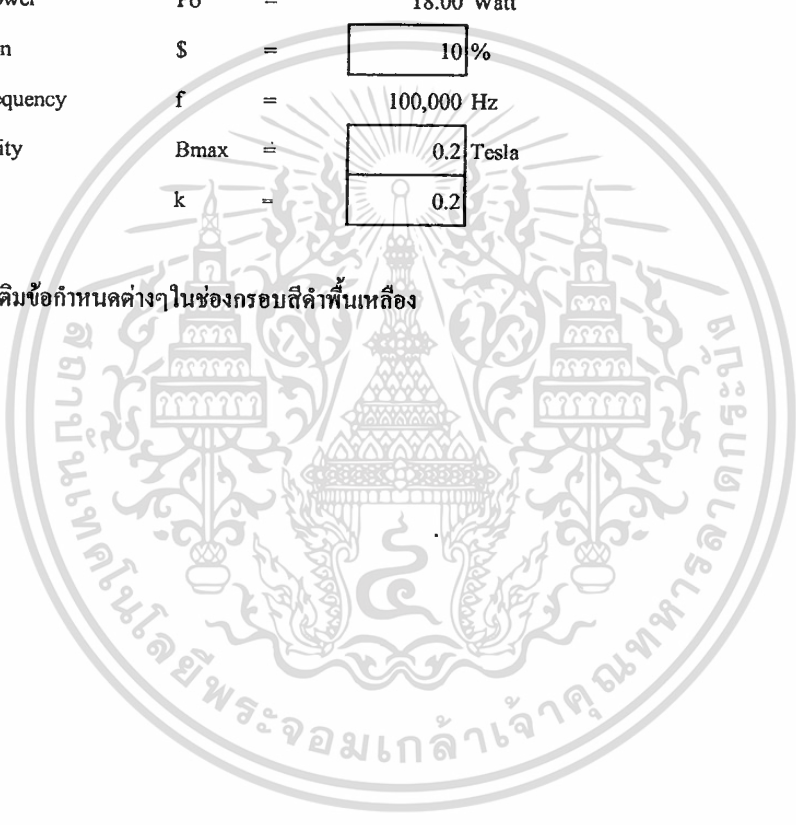 ower Po = 18.00 Watt
n $ = 10 %
equency f = 100,000 Hz
ity Bmax = 0.2 Tesla
k = 0.2
ติมข้อกำหนดต่างๆในช่องกรอบสีดำพื้นเหลือง
สถาบันเทคโนโลยีพระจอมเกล้าเจ้าคุณทหารลาดกระบัง